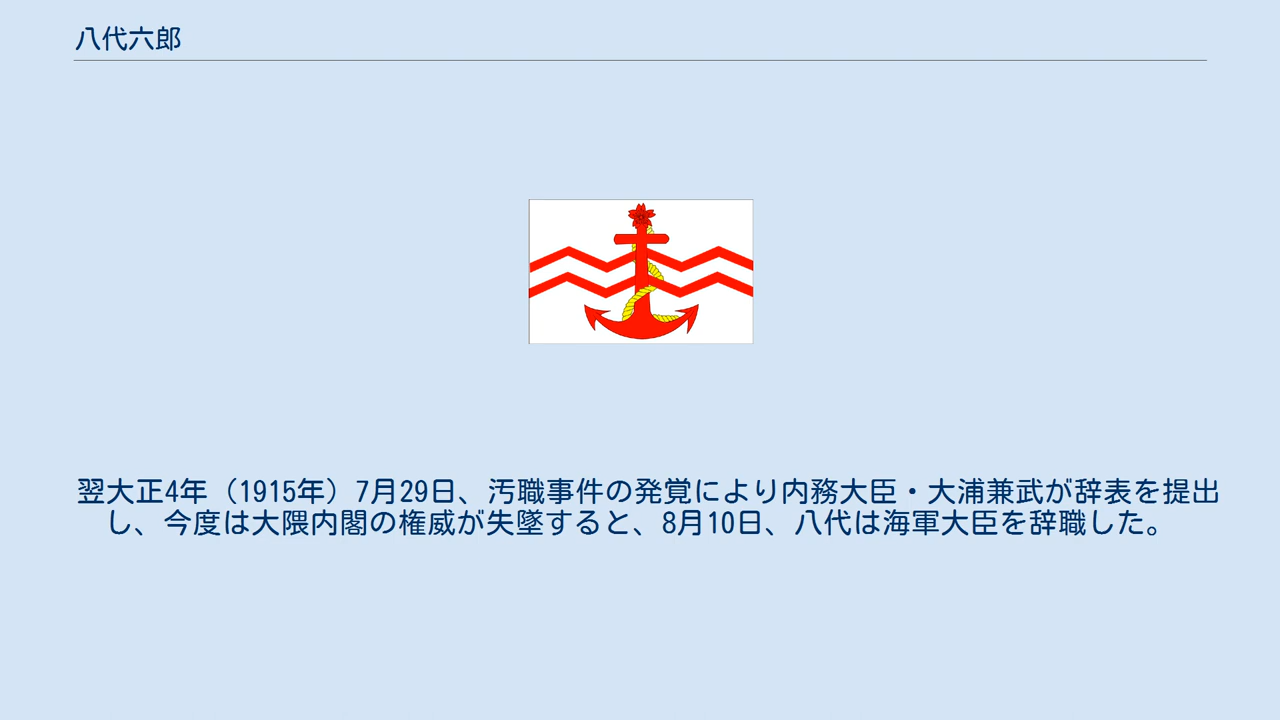 八代六郎
翌大正4年（1915年）7月29日、汚職事件の発覚により内務大臣・大浦兼武が辞表を提出
し、今度は大隈内閣の権威が失墜すると、8月10日、八代は海軍大臣を辞職した。